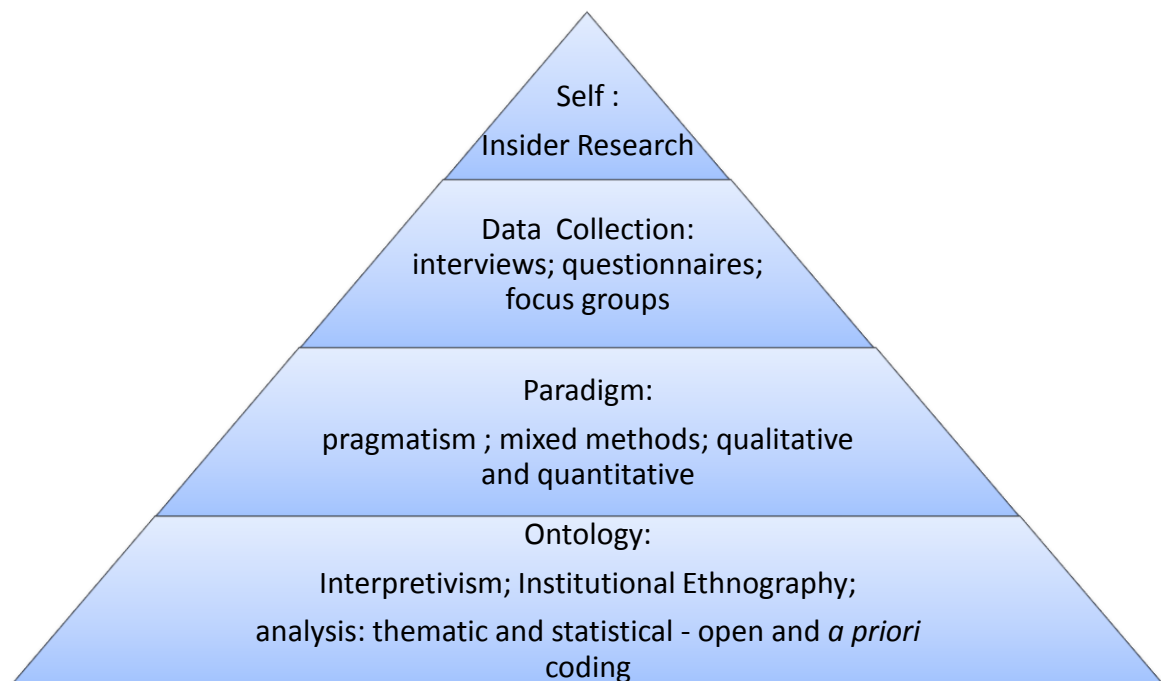 Self :
Insider Research
Data  Collection:
interviews; questionnaires;
focus groups
Paradigm:
pragmatism ; mixed methods; qualitative
and quantitative
Ontology:
Interpretivism; Institutional Ethnography;
analysis: thematic and statistical - open and a priori
coding